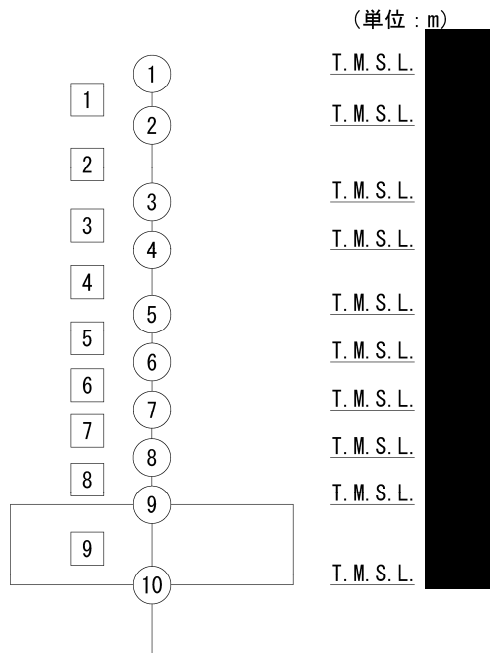 (単位:m)
① T.M.S.L.
1
② T.M.S.L.
2
③ T.M.S.L.
3
④ T.M.S.L.
4
⑤ T.M.S.L.
5
⑥ T.M.S.L.
6
⑦ T.M.S.L.
7
⑧ T.M.S.L.
8
⑨ T.M.S.L.
9
⑩ T.M.S.L.